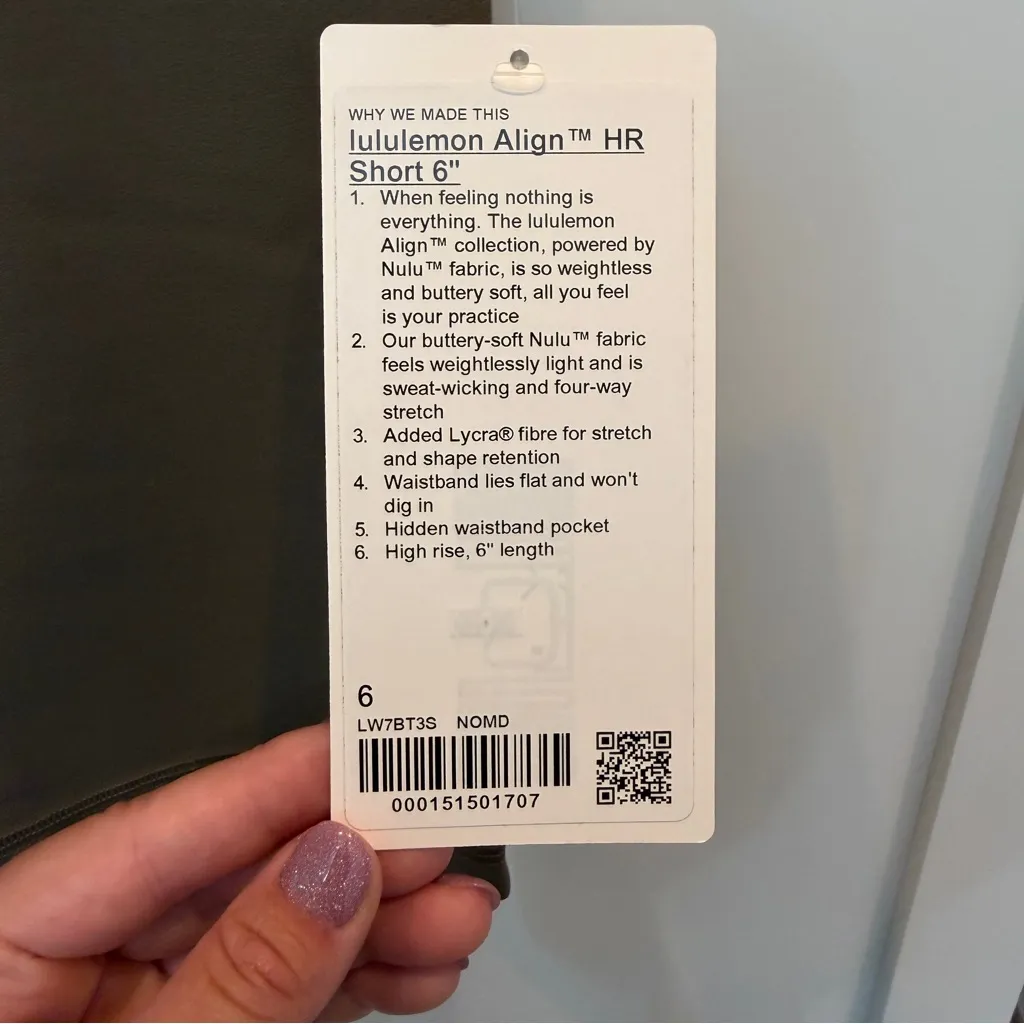 WHY WE MADE THIS
lululemon Align™ HR
Short 6"
1. When feeling nothing is
everything. The lululemon
Align™ collection, powered by
Nulu™ fabric, is so weightless
and buttery soft, all you feel
is your practice
2. Our buttery-soft Nulu™ fabric
feels weightlessly light and is
sweat-wicking and four-way
stretch
3. Added Lycra® fibre for stretch
and shape retention
4. Waistband lies flat and won't
dig in
5. Hidden waistband pocket
6. High rise, 6" length
6
LW7BT3S NOMD
000151501707